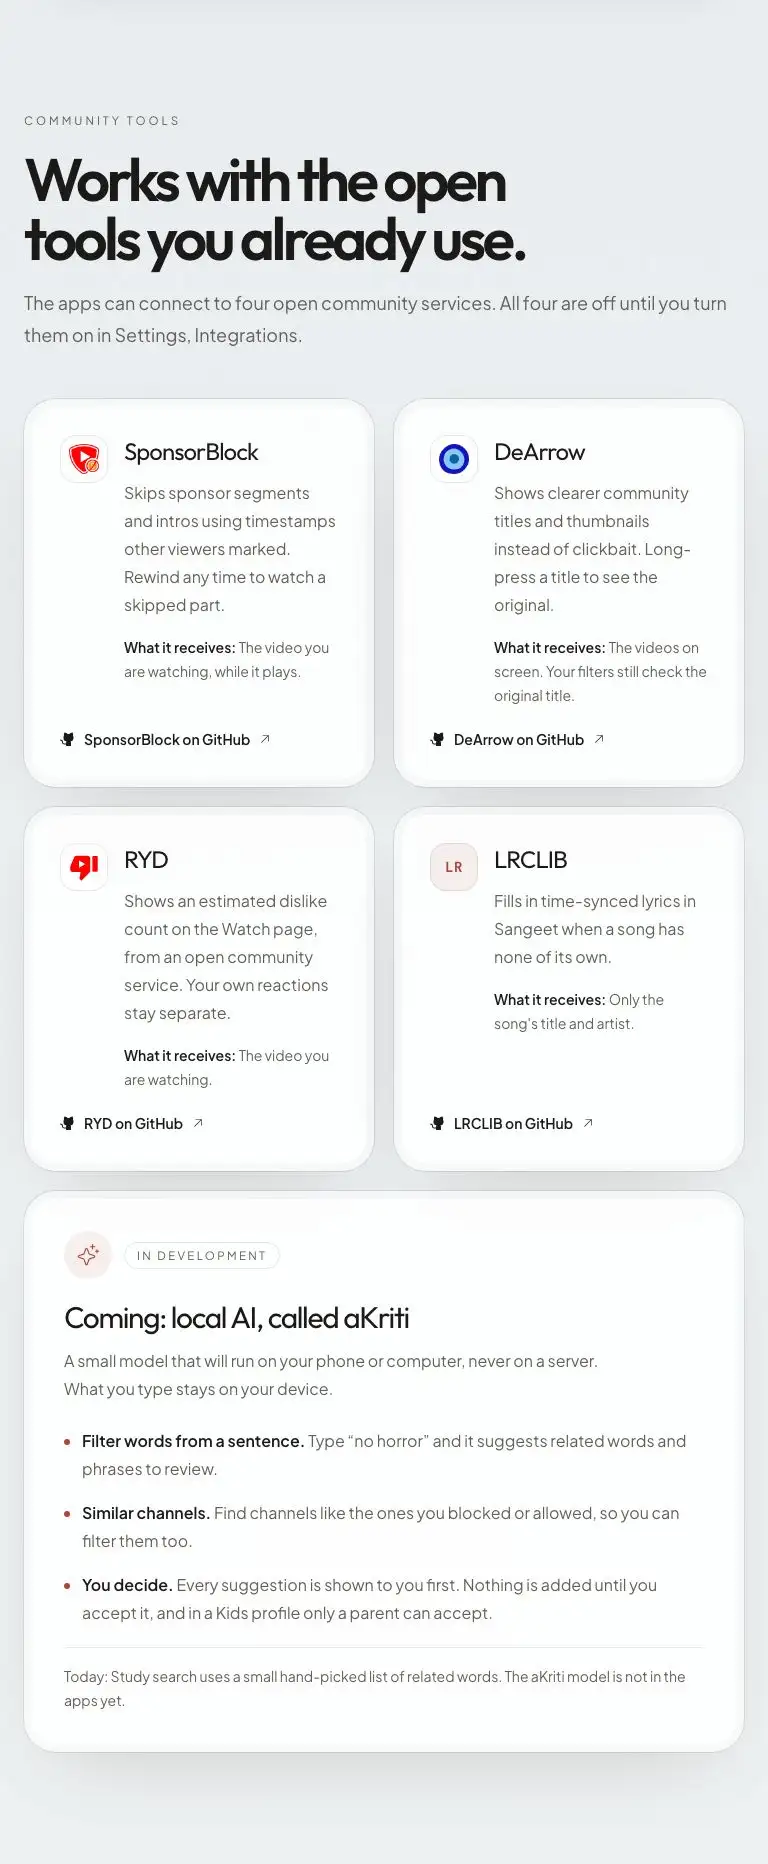 COMMUNITY TOOLS
Works with the open
tools you already use.
The apps can connect to four open community services. All four are off until you turn
them on in Settings, Integrations.
SponsorBlock
Skips sponsor segments
and intros using timestamps
other viewers marked.
Rewind any time to watch a
skipped part.
What it receives: The video you
are watching, while it plays.
SponsorBlock on GitHub ↗
DeArrow
Shows clearer community
titles and thumbnails
instead of clickbait. Long-
press a title to see the
original.
What it receives: The videos on
screen. Your filters still check the
original title.
DeArrow on GitHub ↗
RYD
Shows an estimated dislike
count on the Watch page,
from an open community
service. Your own reactions
stay separate.
What it receives: The video you
are watching.
RYD on GitHub ↗
LR
LRCLIB
Fills in time-synced lyrics in
Sangeet when a song has
none of its own.
What it receives: Only the
song's title and artist.
LRCLIB on GitHub ↗
IN DEVELOPMENT
Coming: local AI, called aKriti
A small model that will run on your phone or computer, never on a server.
What you type stays on your device.
• Filter words from a sentence. Type “no horror” and it suggests related words and
phrases to review.
• Similar channels. Find channels like the ones you blocked or allowed, so you can
filter them too.
• You decide. Every suggestion is shown to you first. Nothing is added until you
accept it, and in a Kids profile only a parent can accept.
Today: Study search uses a small hand-picked list of related words. The aKriti model is not in the
apps yet.